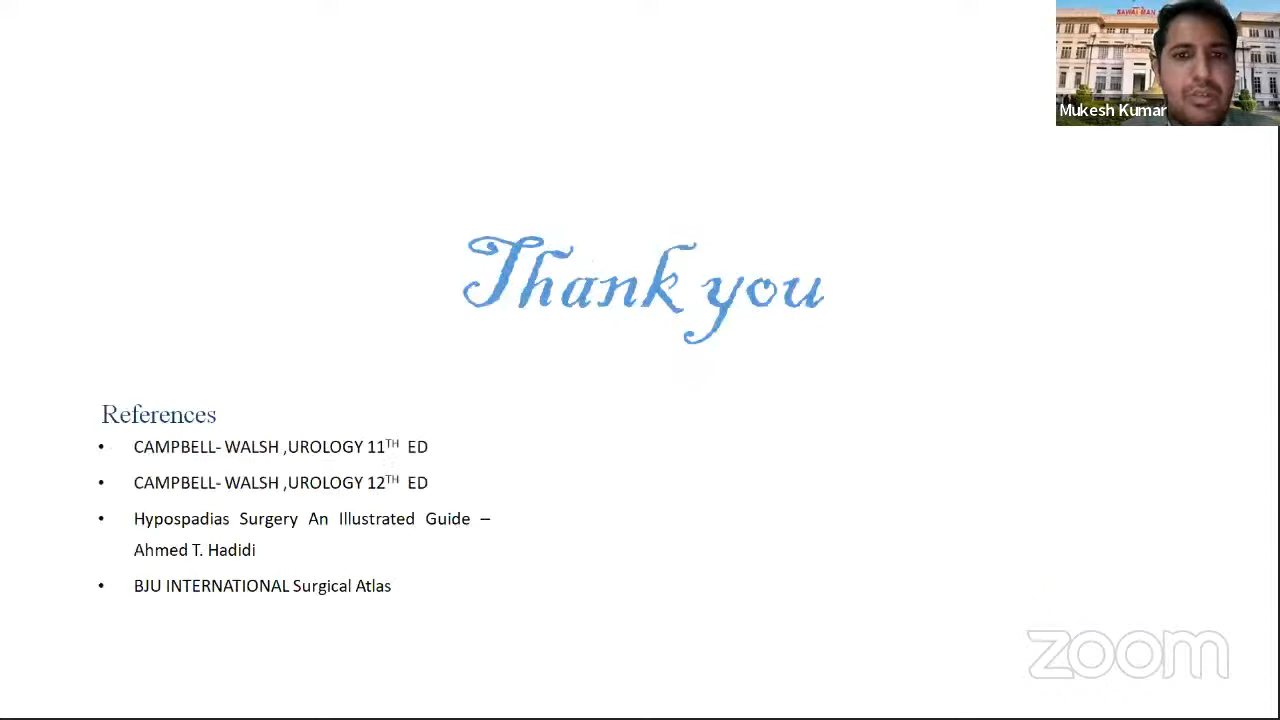 Mukesh Kumar
Thank you
References
• CAMPBELL- WALSH ,UROLOGY 11TH ED
• CAMPBELL- WALSH ,UROLOGY 12TH ED
• Hypospadias Surgery An Illustrated Guide –
Ahmed T. Hadidi
• BJU INTERNATIONAL Surgical Atlas
zoom